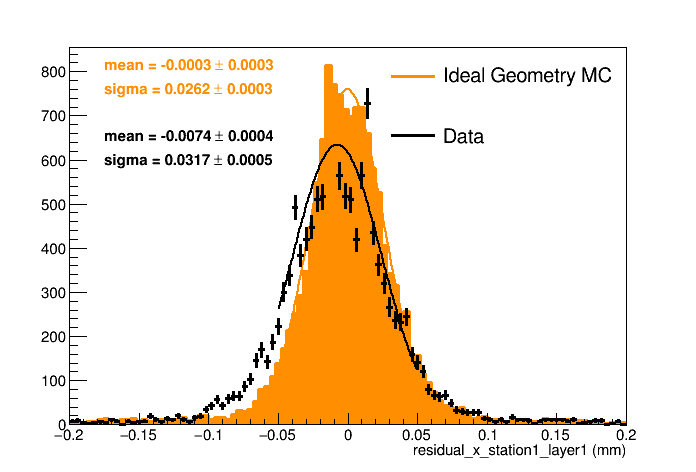 mean = -0.0003 ± 0.0003
sigma = 0.0262 ± 0.0003
mean = -0.0074 ± 0.0004
sigma = 0.0317 ± 0.0005
Ideal Geometry MC
Data
800
700
600
500
400
300
200
100
0
−0.2 −0.15 −0.1 −0.05 0 0.05 0.1 0.15 0.2
residual_x_station1_layer1 (mm)